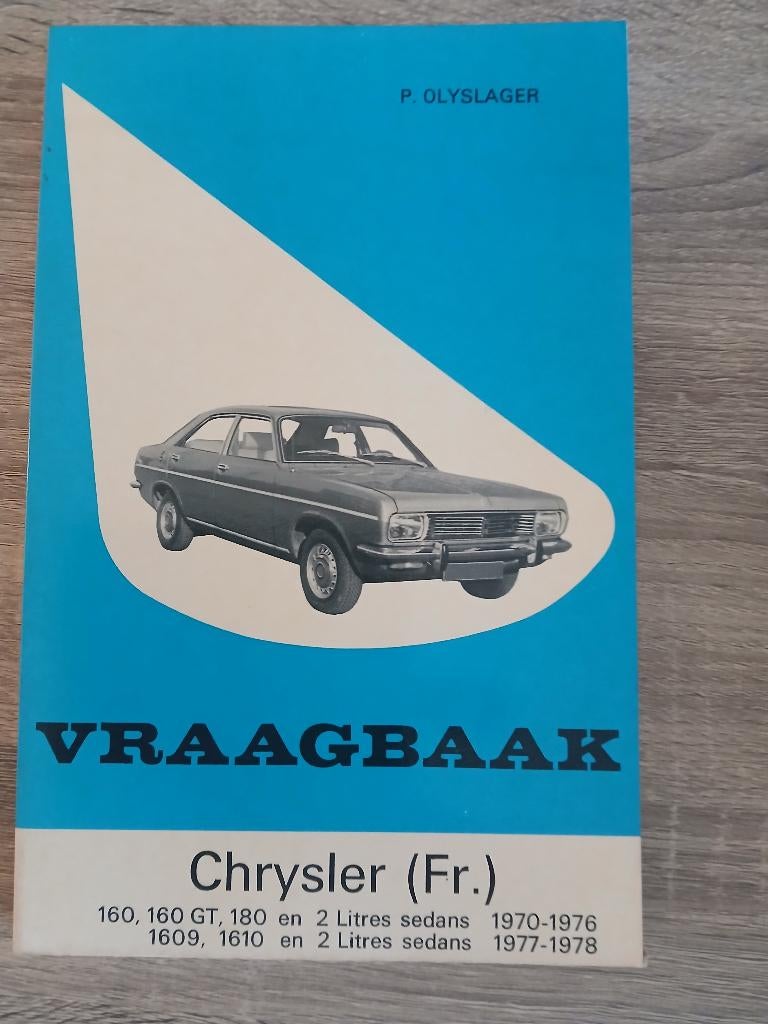 P. OLYSLAGER
VRAAGBAAK
Chrysler (Fr.)
160, 160 GT, 180 en 2 Litres sedans 1970-1976
1609, 1610 en 2 Litres sedans 1977-1978